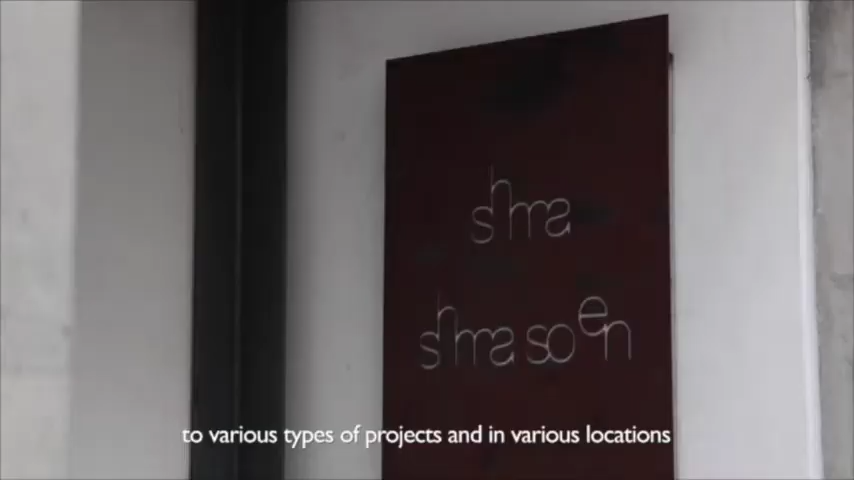 shma
shma soen
to various types of projects and in various locations